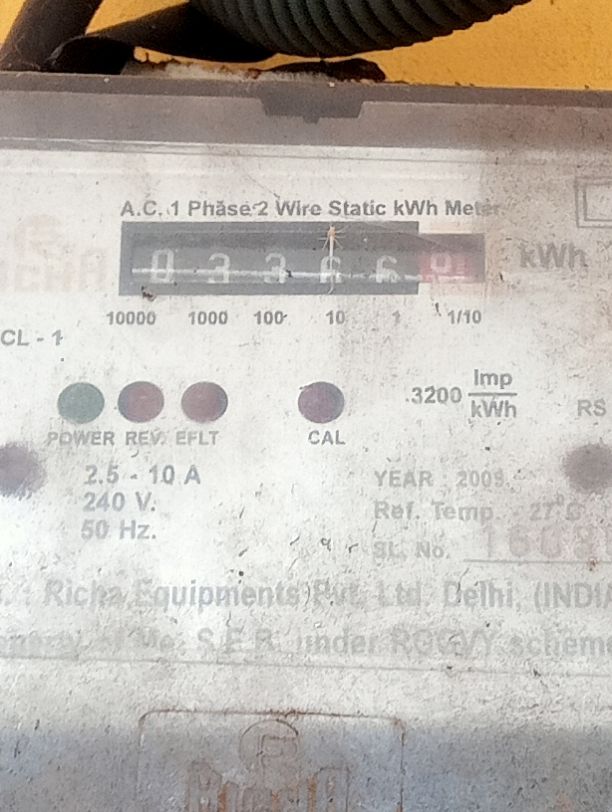 A.C. 1 Phase 2 Wire Static kWh Meter
0 3 3 6 6 kWh
10000 1000 100 10 1 1/10
CL - 1
.3200 Imp
kWh
RS
POWER REV. EFLT CAL
2.5 - 10 A
240 V.
50 Hz.
YEAR : 2009
Ref. Temp. 27°C
SL. No.
Richa Equipments Pvt. Ltd. Delhi, (INDIA
of Me. S.E.B. under RGGVY scheme